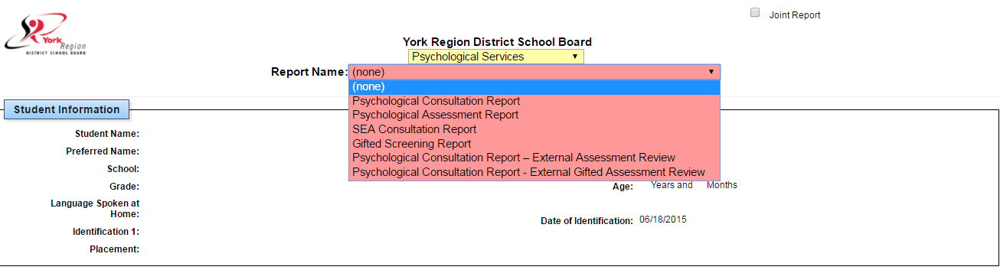 Joint Report
York Region
DISTRICT SCHOOL BOARD
York Region District School Board
Psychological Services
Report Name: (none)
(none)
Psychological Consultation Report
Psychological Assessment Report
SEA Consultation Report
Gifted Screening Report
Psychological Consultation Report – External Assessment Review
Psychological Consultation Report - External Gifted Assessment Review
Student Information
Student Name:
Preferred Name:
School:
Grade:
Age: Years and Months
Language Spoken at
Home:
Date of Identification: 06/18/2015
Identification 1:
Placement: